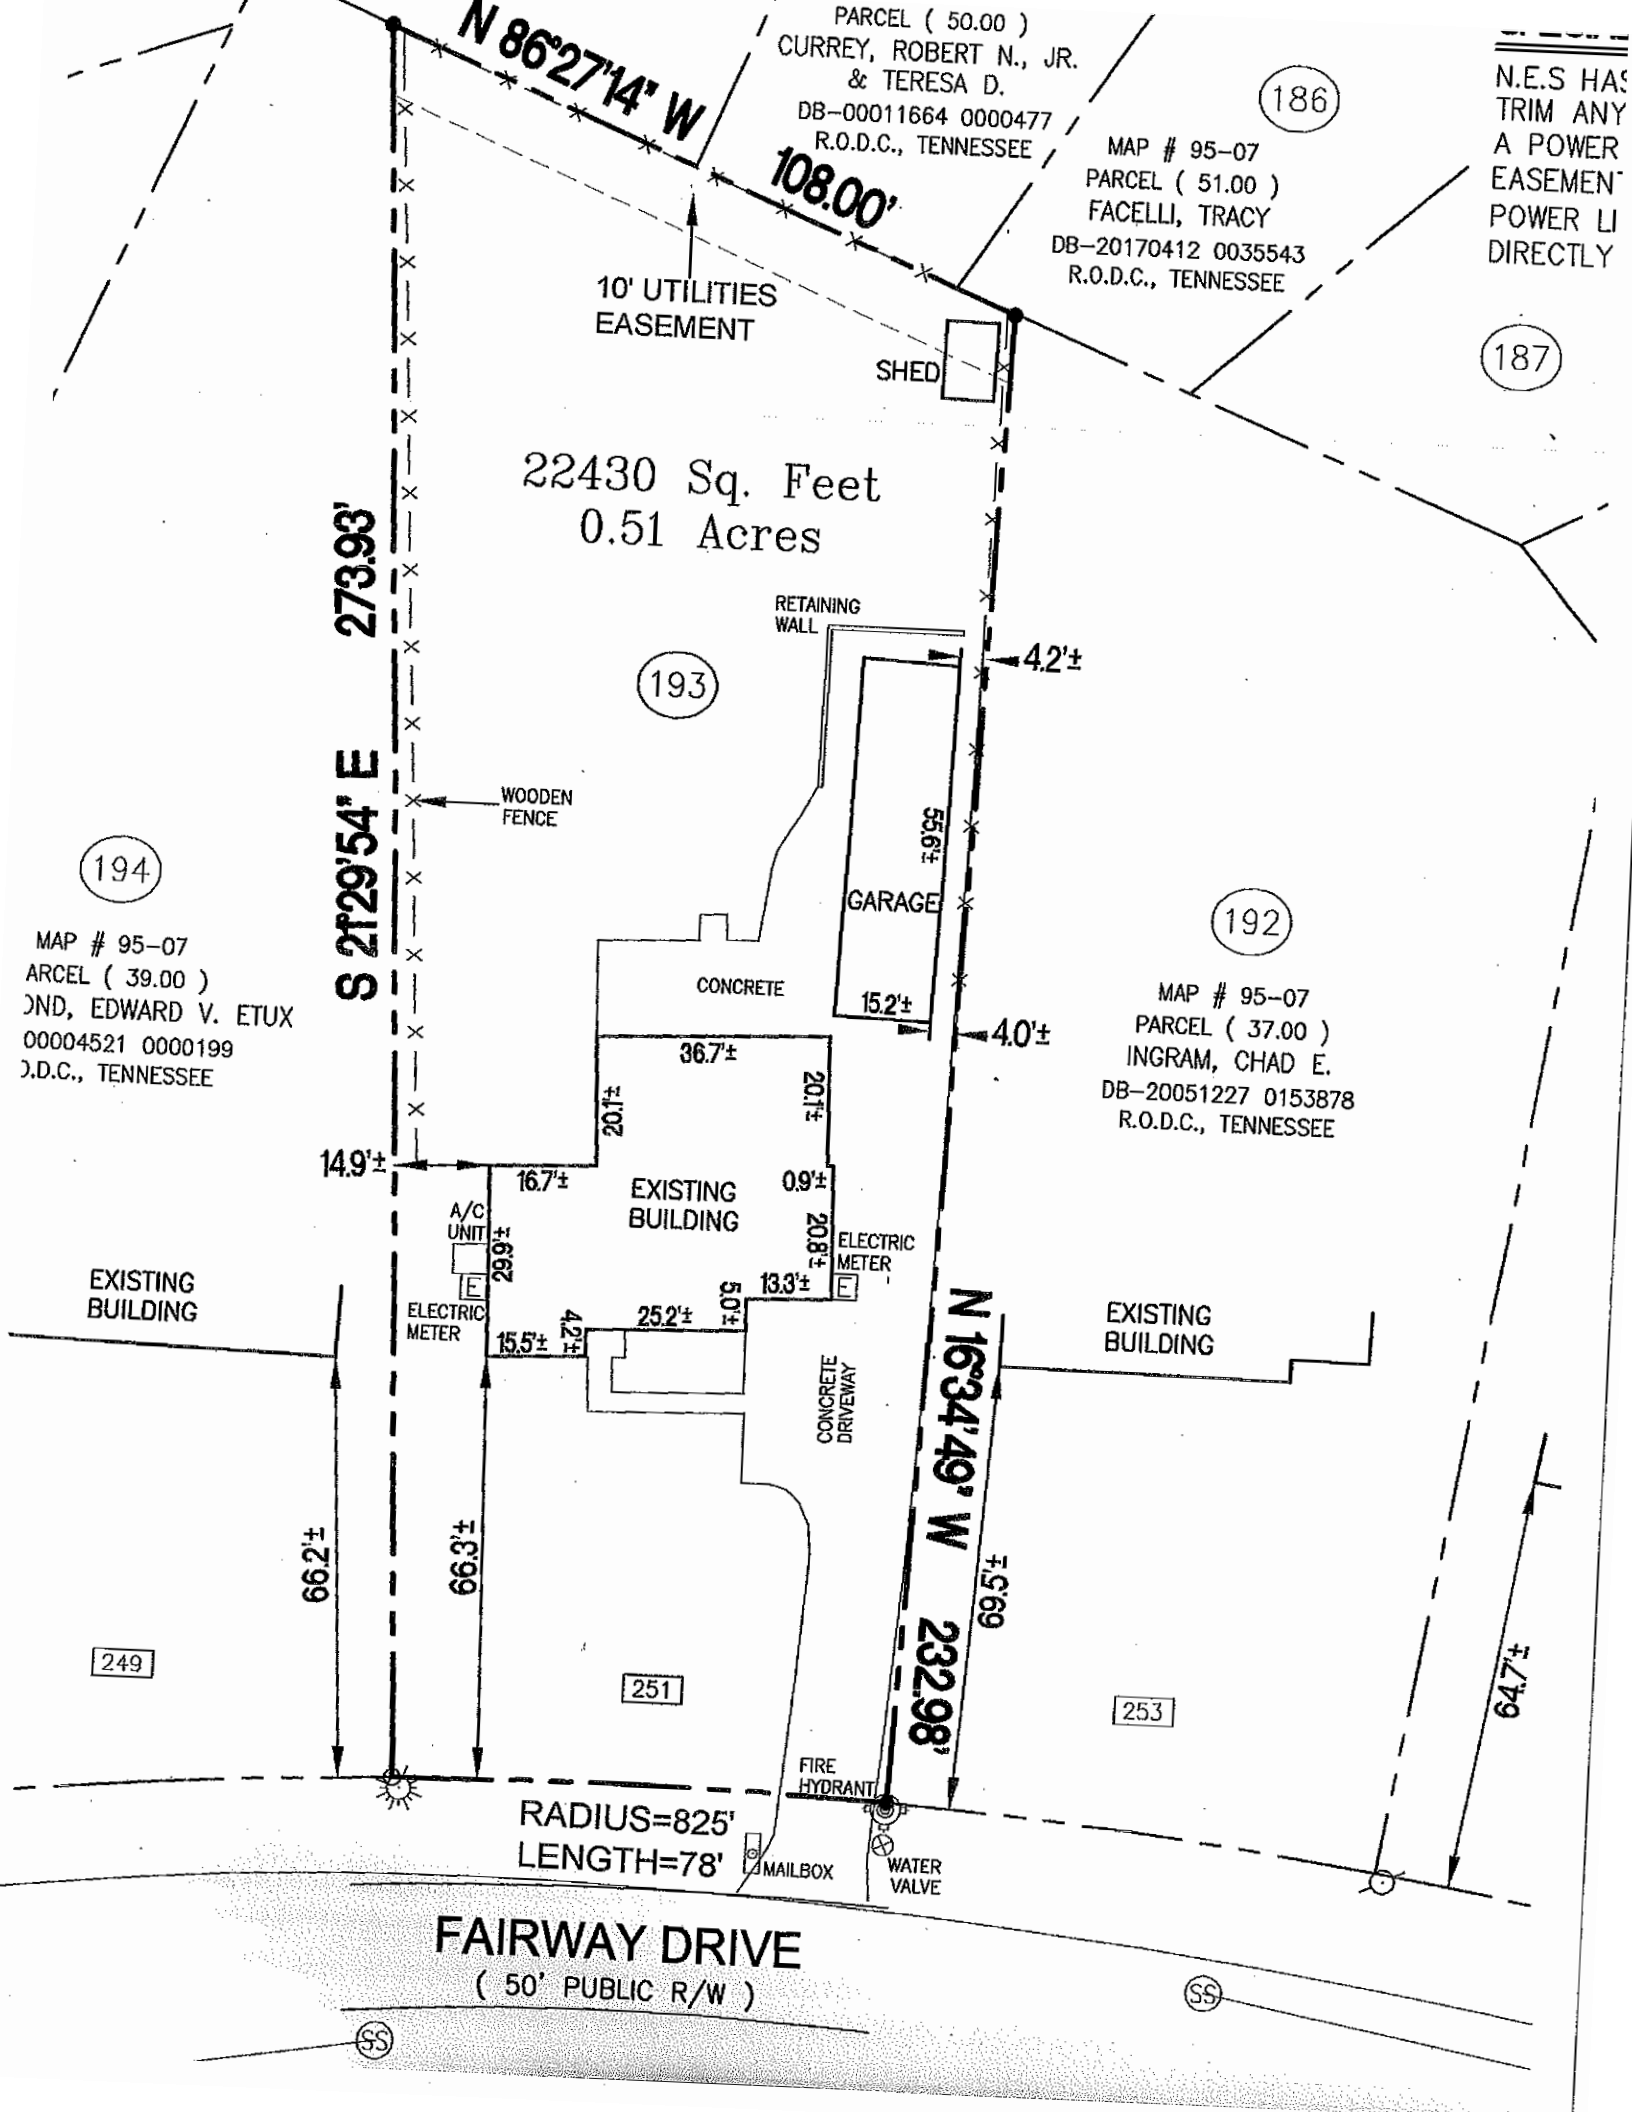 N 86°27'14" W
108.00'
PARCEL ( 50.00 )
CURREY, ROBERT N., JR.
& TERESA D.
DB-00011664 0000477
R.O.D.C., TENNESSEE
186
MAP # 95-07
PARCEL ( 51.00 )
FACELLI, TRACY
DB-20170412 0035543
R.O.D.C., TENNESSEE
N.E.S HAS
TRIM ANY
A POWER
EASEMENT
POWER LI
DIRECTLY
187
10' UTILITIES
EASEMENT
SHED
22430 Sq. Feet
0.51 Acres
S 21°29'54" E 273.93'
RETAINING
WALL
4.2'±
193
WOODEN
FENCE
55.6'±
GARAGE
15.2'±
4.0'±
194
MAP # 95-07
ARCEL ( 39.00 )
OND, EDWARD V. ETUX
00004521 0000199
O.D.C., TENNESSEE
192
MAP # 95-07
PARCEL ( 37.00 )
INGRAM, CHAD E.
DB-20051227 0153878
R.O.D.C., TENNESSEE
CONCRETE
36.7'±
20.1'±
20.1'±
14.9'±
16.7'±
0.9'±
EXISTING
BUILDING
A/C
UNIT
29.9'±
20.8'±
ELECTRIC
METER
E
E
ELECTRIC
METER
13.3'±
5.0'±
25.2'±
4.2'±
15.5'±
EXISTING
BUILDING
EXISTING
BUILDING
CONCRETE
DRIVEWAY
N 16°34'49" W 232.98'
66.2'±
66.3'±
69.5'±
64.7'±
249
251
253
FIRE
HYDRANT
RADIUS=825'
LENGTH=78'
MAILBOX
WATER
VALVE
FAIRWAY DRIVE
( 50' PUBLIC R/W )
SS
SS